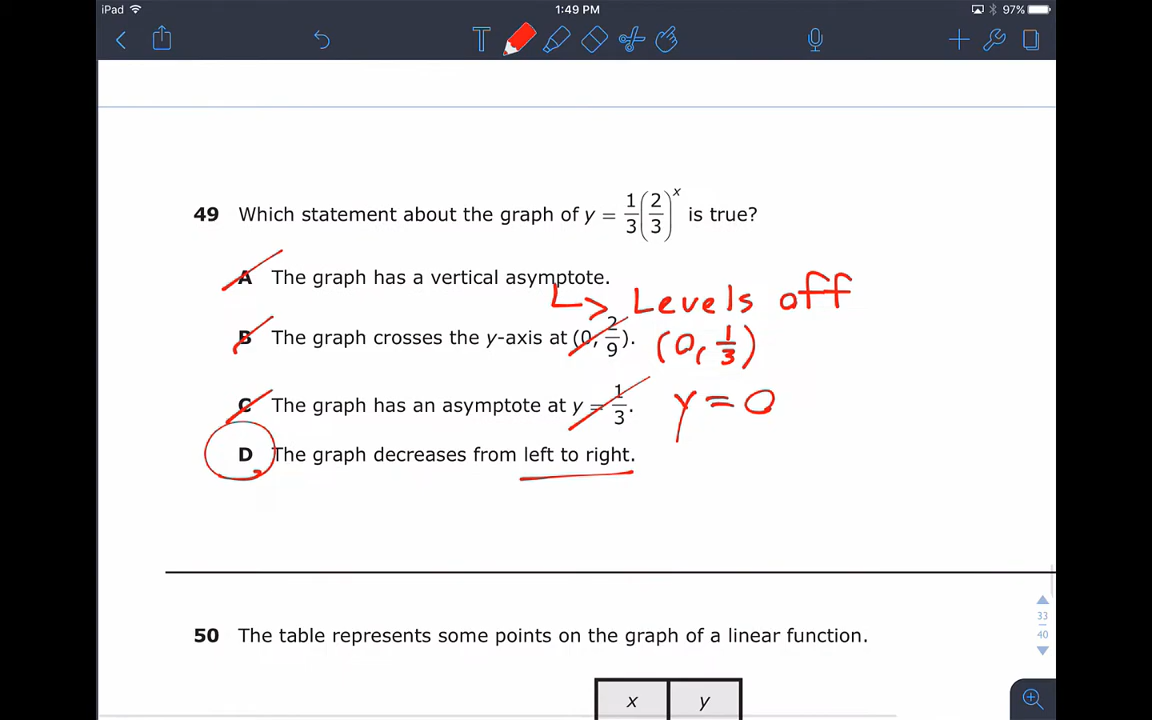 iPad 1:49 PM 97%
T
49 Which statement about the graph of y = 1/3(2/3)^x is true?
A The graph has a vertical asymptote.
↳ Levels off
B The graph crosses the y-axis at (0, 2/9). (0, 1/3)
C The graph has an asymptote at y = 1/3. y = 0
D The graph decreases from left to right.
33
40
50 The table represents some points on the graph of a linear function.
x y